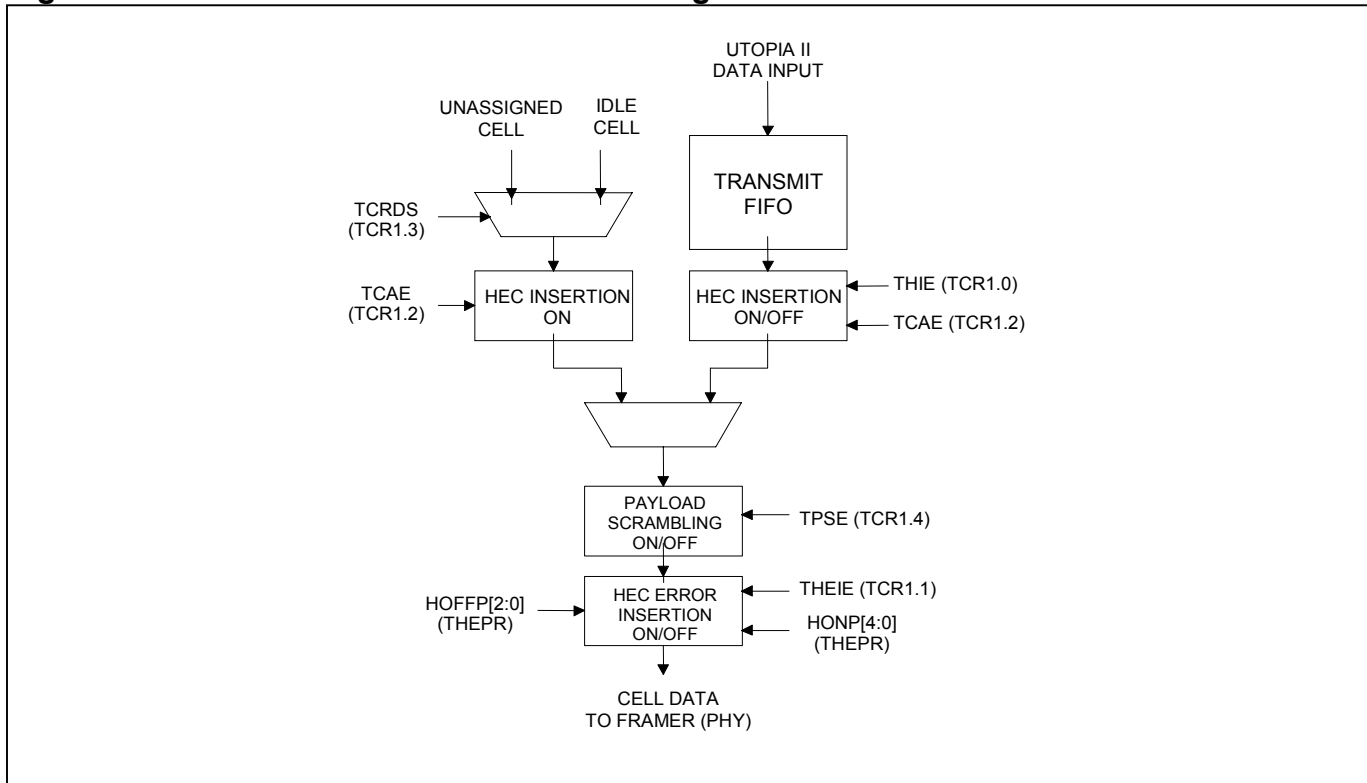 UTOPIA II
DATA INPUT
UNASSIGNED
CELL
IDLE
CELL
TRANSMIT
FIFO
TCRDS
(TCR1.3)
TCAE
(TCR1.2)
HEC INSERTION
ON
HEC INSERTION
ON/OFF
THIE (TCR1.0)
TCAE (TCR1.2)
PAYLOAD
SCRAMBLING
ON/OFF
TPSE (TCR1.4)
HOFFP[2:0]
(THEPR)
HEC ERROR
INSERTION
ON/OFF
THEIE (TCR1.1)
HONP[4:0]
(THEPR)
CELL DATA
TO FRAMER (PHY)